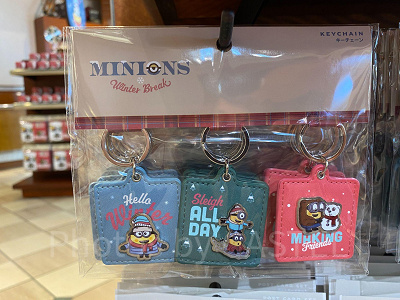 KEYCHAIN
キーチェーン
MINIONS
Winter Break
Hello
Winter
Sleigh
ALL
DAY
MAKING
Friends